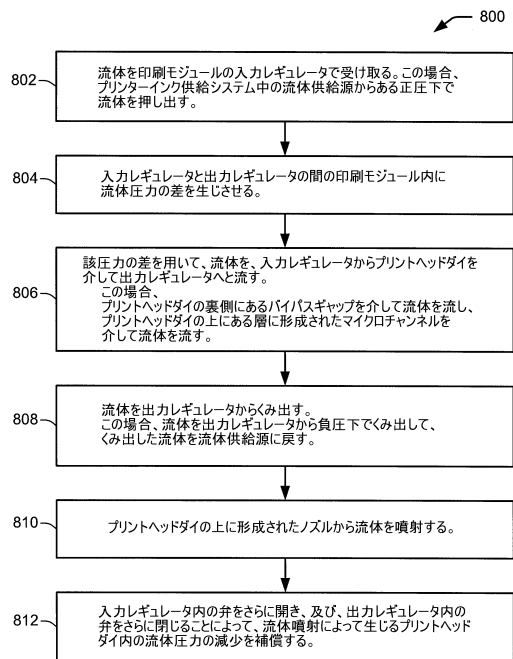 800
802
流体を印刷モジュールの入力レギュレータで受け取る。この場合、
プリンターインク供給システム中の流体供給源からある正圧下で
流体を押し出す。
804
入力レギュレータと出力レギュレータの間の印刷モジュール内に
流体圧力の差を生じさせる。
806
該圧力の差を用いて、流体を、入力レギュレータからプリントヘッドダイを
介して出力レギュレータへと流す。
この場合、
プリントヘッドダイの裏側にあるバイパスギャップを介して流体を流し、
プリントヘッドダイの上にある層に形成されたマイクロチャンネルを
介して流体を流す。
808
流体を出力レギュレータからくみ出す。
この場合、流体を出力レギュレータから負圧下でくみ出して、
くみ出した流体を流体供給源に戻す。
810
プリントヘッドダイの上に形成されたノズルから流体を噴射する。
812
入力レギュレータ内の弁をさらに開き、及び、出力レギュレータ内の
弁をさらに閉じることによって、流体噴射によって生じるプリントヘッド
ダイ内の流体圧力の減少を補償する。